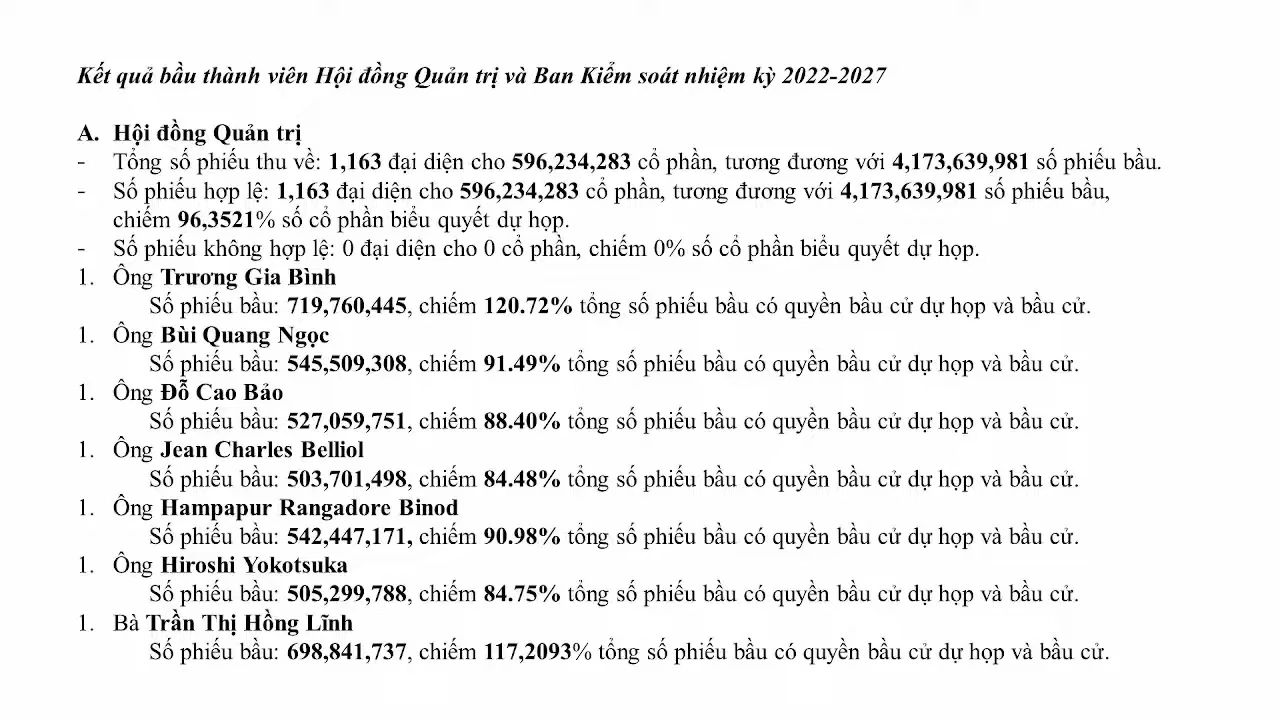 Kết quả bầu thành viên Hội đồng Quản trị và Ban Kiểm soát nhiệm kỳ 2022-2027
A. Hội đồng Quản trị
- Tổng số phiếu thu về: 1,163 đại diện cho 596,234,283 cổ phần, tương đương với 4,173,639,981 số phiếu bầu.
- Số phiếu hợp lệ: 1,163 đại diện cho 596,234,283 cổ phần, tương đương với 4,173,639,981 số phiếu bầu,
chiếm 96,3521% số cổ phần biểu quyết dự họp.
- Số phiếu không hợp lệ: 0 đại diện cho 0 cổ phần, chiếm 0% số cổ phần biểu quyết dự họp.
1. Ông Trương Gia Bình
Số phiếu bầu: 719,760,445, chiếm 120.72% tổng số phiếu bầu có quyền bầu cử dự họp và bầu cử.
1. Ông Bùi Quang Ngọc
Số phiếu bầu: 545,509,308, chiếm 91.49% tổng số phiếu bầu có quyền bầu cử dự họp và bầu cử.
1. Ông Đỗ Cao Bảo
Số phiếu bầu: 527,059,751, chiếm 88.40% tổng số phiếu bầu có quyền bầu cử dự họp và bầu cử.
1. Ông Jean Charles Belliol
Số phiếu bầu: 503,701,498, chiếm 84.48% tổng số phiếu bầu có quyền bầu cử dự họp và bầu cử.
1. Ông Hampapur Rangadore Binod
Số phiếu bầu: 542,447,171, chiếm 90.98% tổng số phiếu bầu có quyền bầu cử dự họp và bầu cử.
1. Ông Hiroshi Yokotsuka
Số phiếu bầu: 505,299,788, chiếm 84.75% tổng số phiếu bầu có quyền bầu cử dự họp và bầu cử.
1. Bà Trần Thị Hồng Lĩnh
Số phiếu bầu: 698,841,737, chiếm 117,2093% tổng số phiếu bầu có quyền bầu cử dự họp và bầu cử.